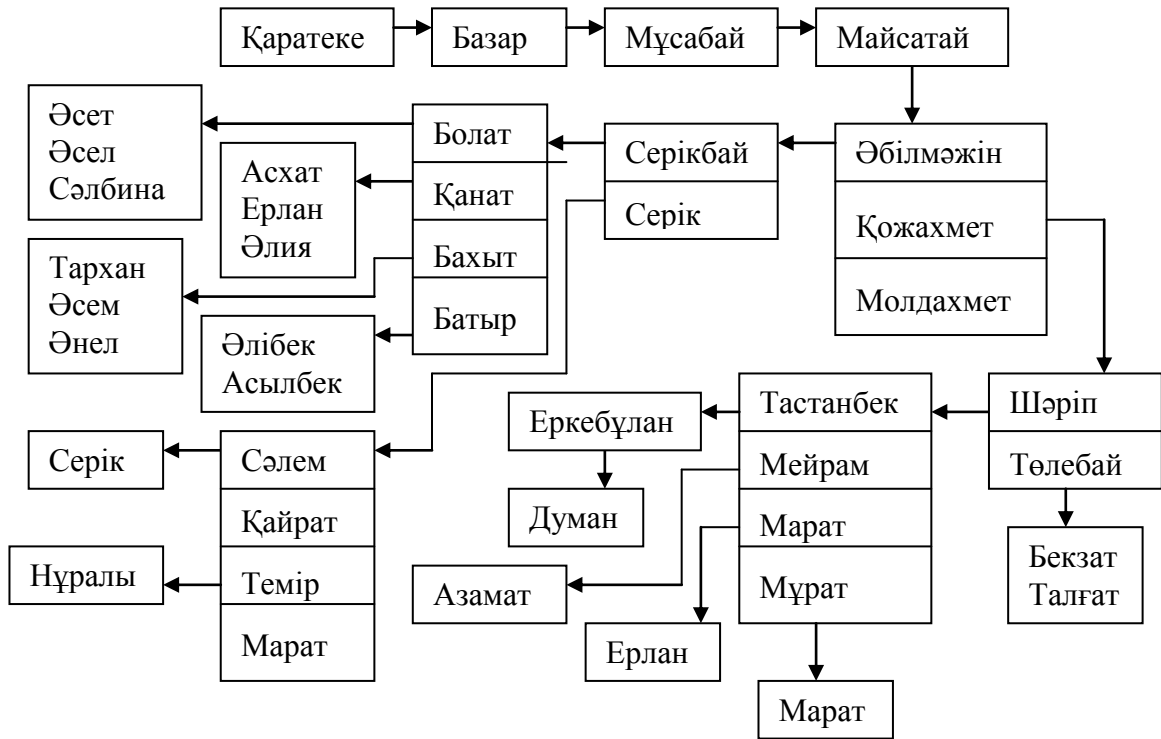 Қаратеке
Базар
Мұсабай
Майсатай
Әсет
Әсел
Сәлбина
Асхат
Ерлан
Әлия
Болат
Қанат
Бахыт
Батыр
Серікбай
Серік
Әбілмәжін
Қожахмет
Молдахмет
Тархан
Әсем
Әнел
Әлібек
Асылбек
Еркебұлан
Думан
Тастанбек
Мейрам
Марат
Мұрат
Шәріп
Төлебай
Серік
Сәлем
Қайрат
Темір
Марат
Нұралы
Азамат
Ерлан
Марат
Бекзат
Талғат